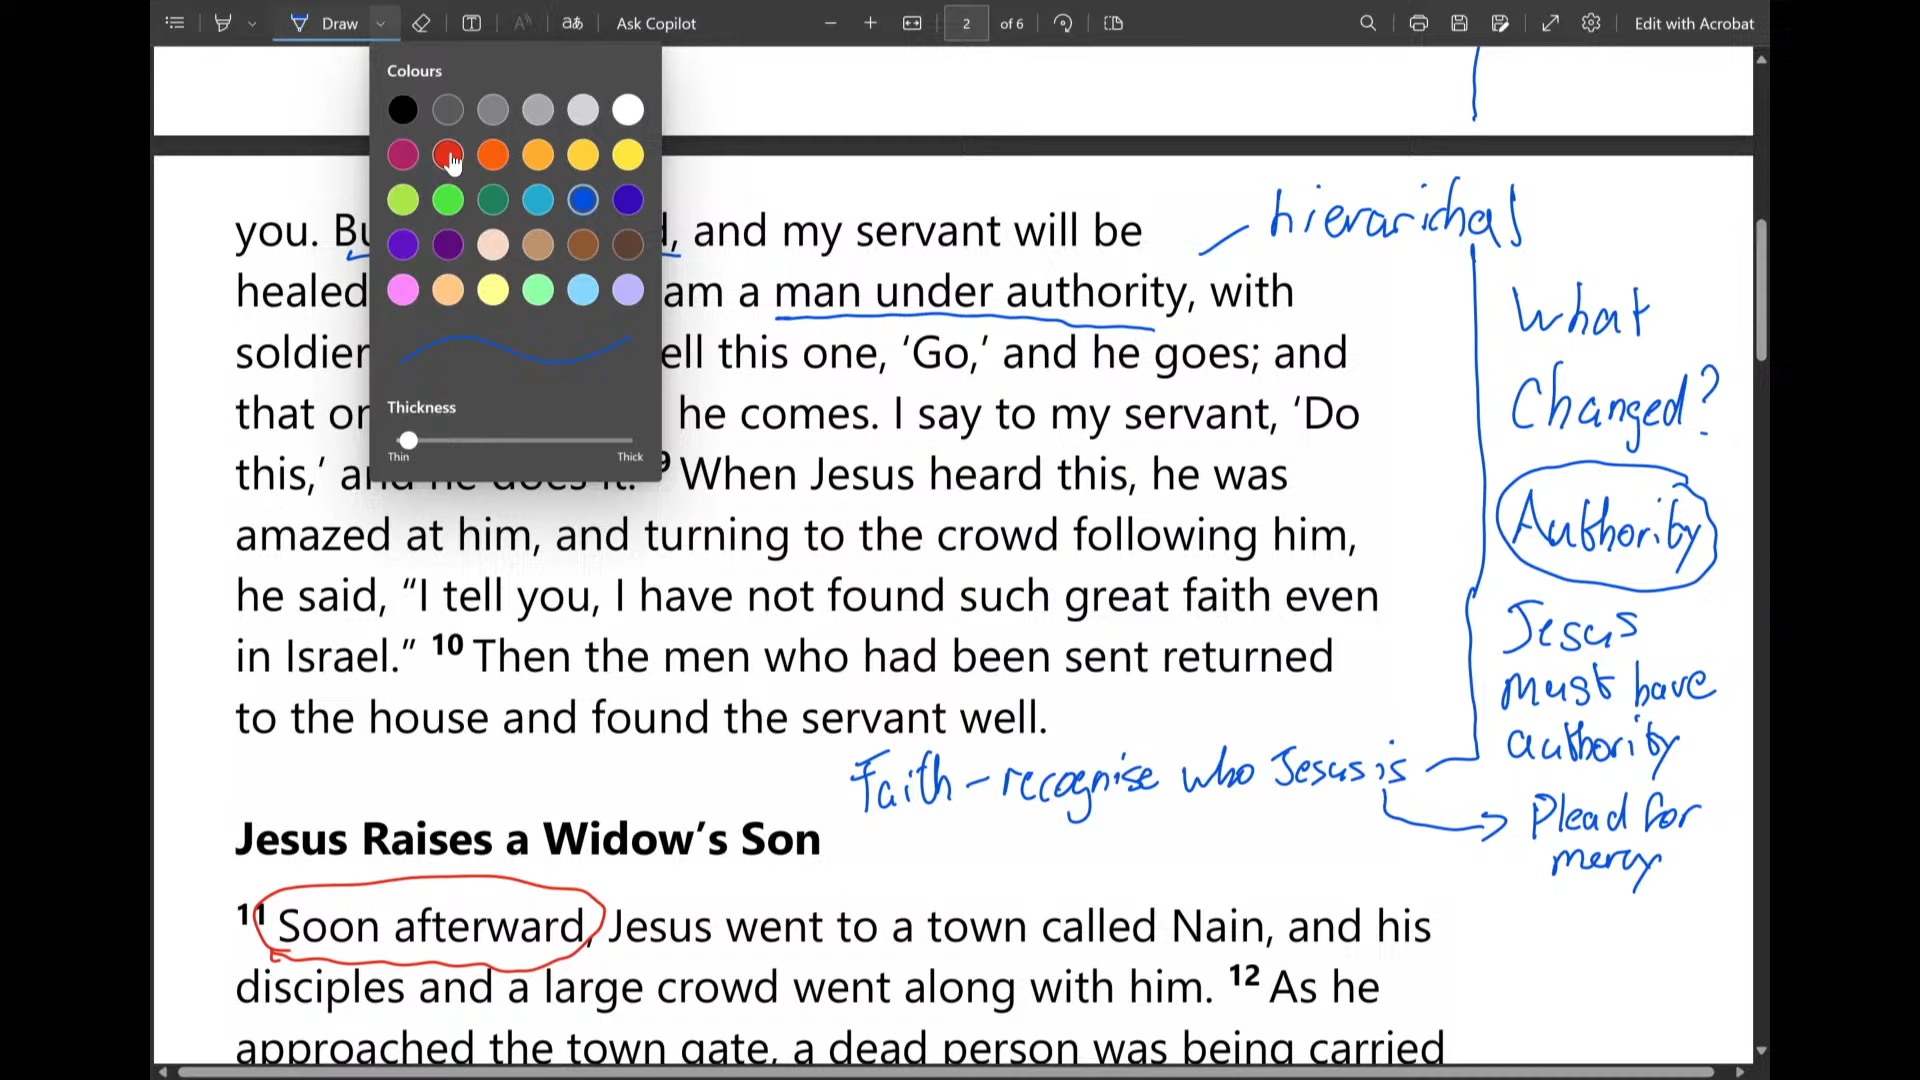 Draw
aあ
Ask Copilot
2 of 6
Edit with Acrobat
Colours
Thickness
Thin Thick
you. Bu d, and my servant will be
healed am a man under authority, with
soldier ell this one, ‘Go,’ and he goes; and
that or he comes. I say to my servant, ‘Do
this,’ and he does it.” 9 When Jesus heard this, he was
amazed at him, and turning to the crowd following him,
he said, “I tell you, I have not found such great faith even
in Israel.” 10 Then the men who had been sent returned
to the house and found the servant well.
hierarichal
What
Changed?
Authority
Jesus
must have
authority
Faith - recognise who Jesus is
Plead for
mercy
Jesus Raises a Widow’s Son
11 Soon afterward, Jesus went to a town called Nain, and his
disciples and a large crowd went along with him. 12 As he
approached the town gate, a dead person was being carried